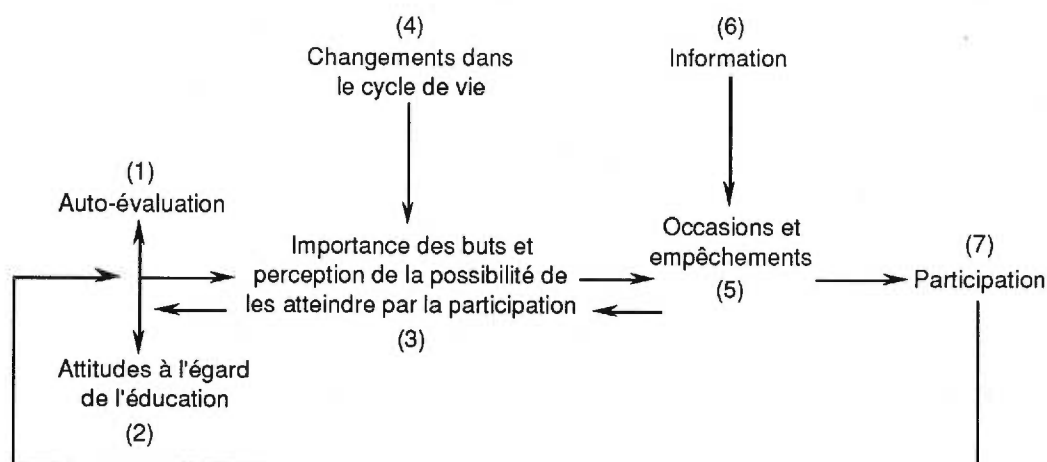 (4)
Changements dans
le cycle de vie
(6)
Information
(1)
Auto-évaluation
Importance des buts et
perception de la possibilité de
les atteindre par la participation
(3)
Occasions et
empêchements
(5)
(7)
Participation
Attitudes à l'égard
de l'éducation
(2)